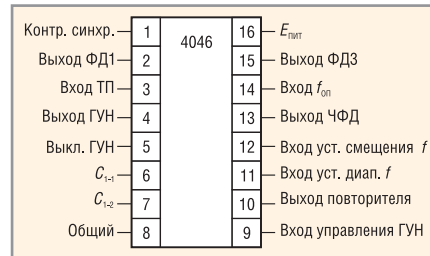 Контр. синхр. 1 4046 16 Eпит
Выход ФД1 2 15 Выход ФД3
Вход ТП 3 14 Вход fоп
Выход ГУН 4 13 Выход ЧФД
Выкл. ГУН 5 12 Вход уст. смещения f
C1-1 6 11 Вход уст. диап. f
C1-2 7 10 Выход повторителя
Общий 8 9 Вход управления ГУН